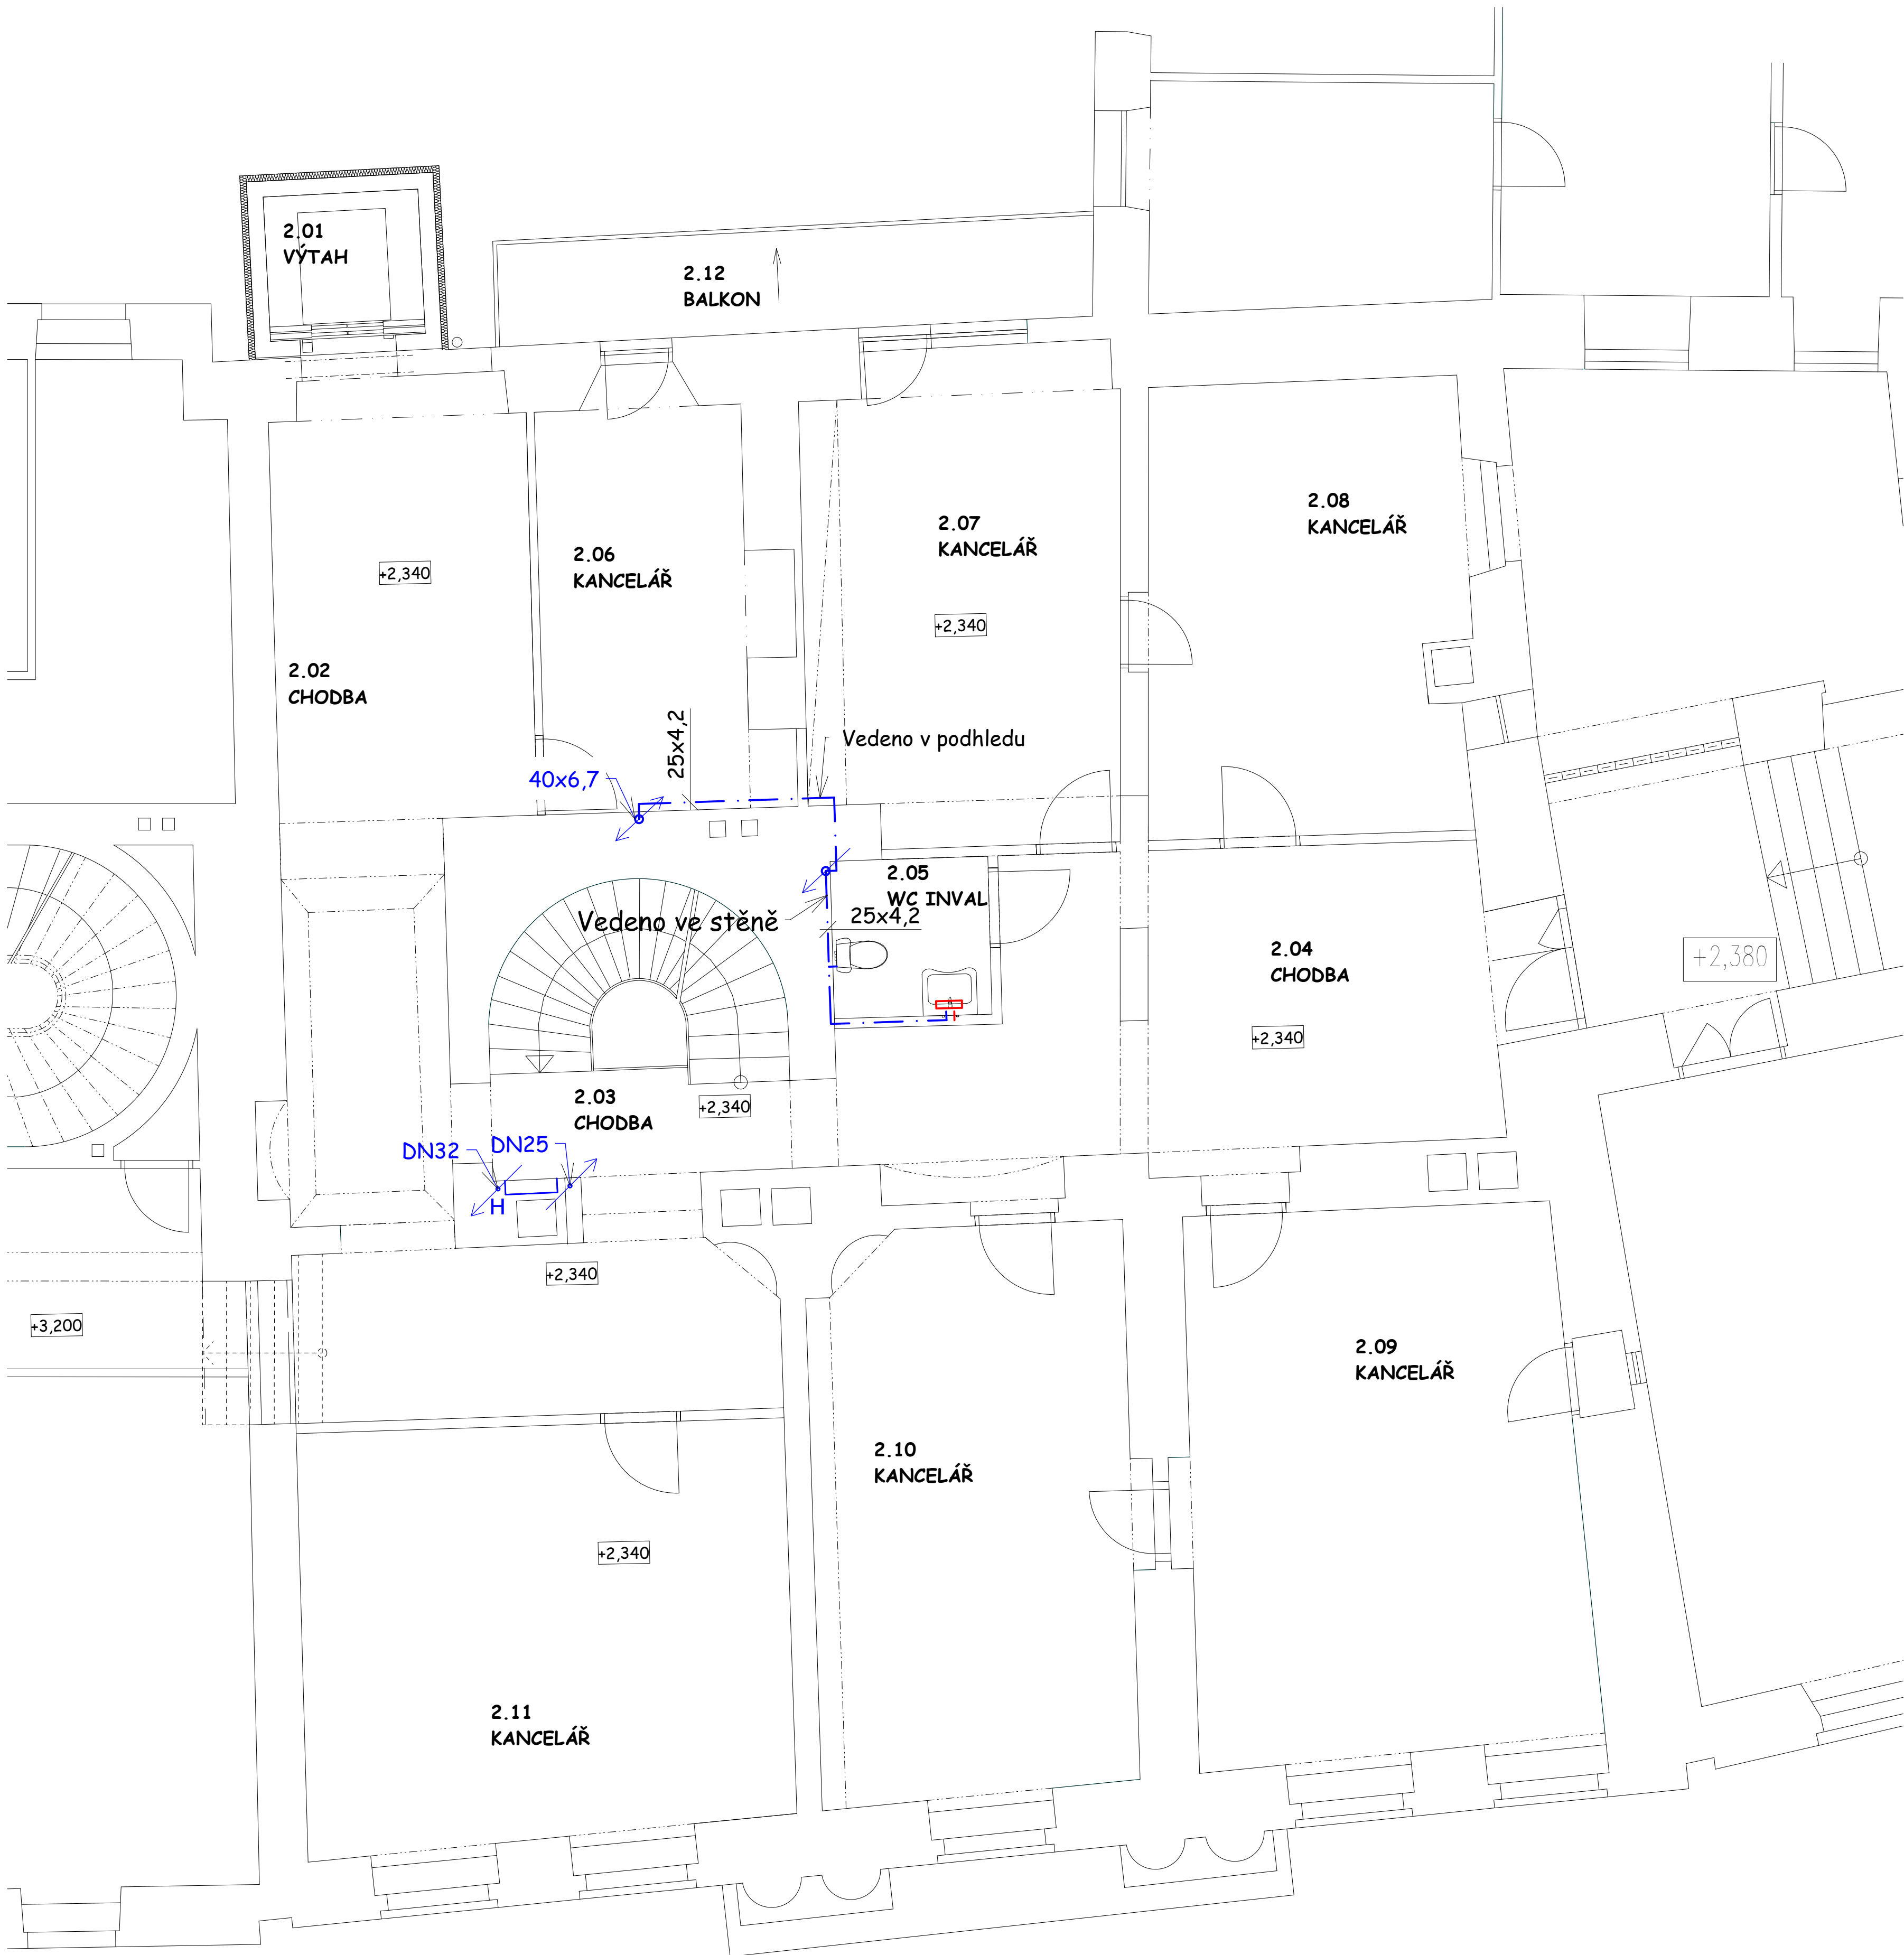 2.01
VÝTAH
2.12
BALKON
2.08
KANCELÁŘ
2.07
KANCELÁŘ
2.06
KANCELÁŘ
+2,340
+2,340
2.02
CHODBA
25x4,2
Vedeno v podhledu
40x6,7
2.05
WC INVAL
Vedeno ve stěně
25x4,2
2.04
CHODBA
+2,380
+2,340
2.03
CHODBA
+2,340
DN32
DN25
H
+2,340
+3,200
2.09
KANCELÁŘ
2.10
KANCELÁŘ
+2,340
2.11
KANCELÁŘ